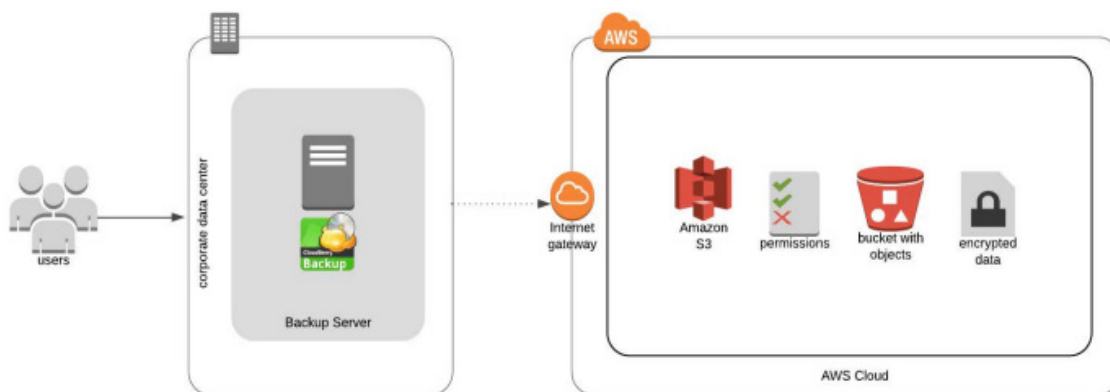 AWS
users
corporate data center
CloudBerry
Backup
Backup Server
Internet
gateway
Amazon
S3
permissions
bucket with
objects
encrypted
data
AWS Cloud